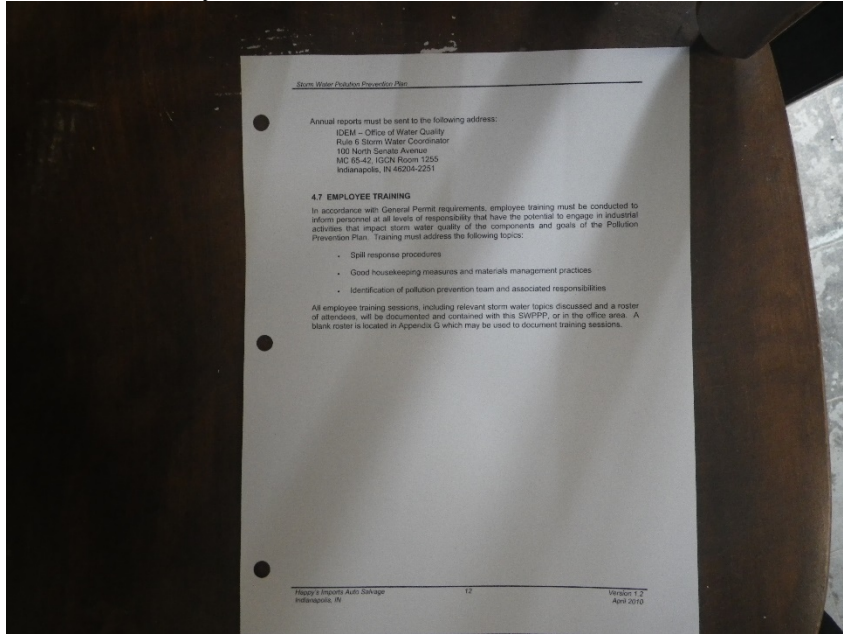 Storm Water Pollution Prevention Plan
Annual reports must be sent to the following address:
IDEM – Office of Water Quality
Rule 6 Storm Water Coordinator
100 North Senate Avenue
MC 65-42, IGCN Room 1255
Indianapolis, IN 46204-2251
4.7 EMPLOYEE TRAINING
In accordance with General Permit requirements, employee training must be conducted to
inform personnel at all levels of responsibility that have the potential to engage in industrial
activities that impact storm water quality of the components and goals of the Pollution
Prevention Plan. Training must address the following topics:
• Spill response procedures
• Good housekeeping measures and materials management practices
• Identification of pollution prevention team and associated responsibilities
All employee training sessions, including relevant storm water topics discussed and a roster
of attendees, will be documented and contained with this SWPPP, or in the office area. A
blank roster is located in Appendix G which may be used to document training sessions.
Happy's Imports Auto Salvage 12 Version 1.2
Indianapolis, IN April 2010